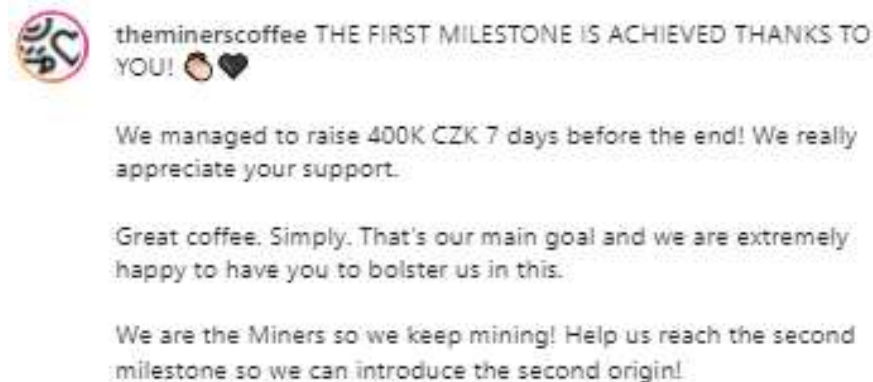 theminerscoffee THE FIRST MILESTONE IS ACHIEVED THANKS TO
YOU! 👏🖤
We managed to raise 400K CZK 7 days before the end! We really
appreciate your support.
Great coffee. Simply. That's our main goal and we are extremely
happy to have you to bolster us in this.
We are the Miners so we keep mining! Help us reach the second
milestone so we can introduce the second origin!